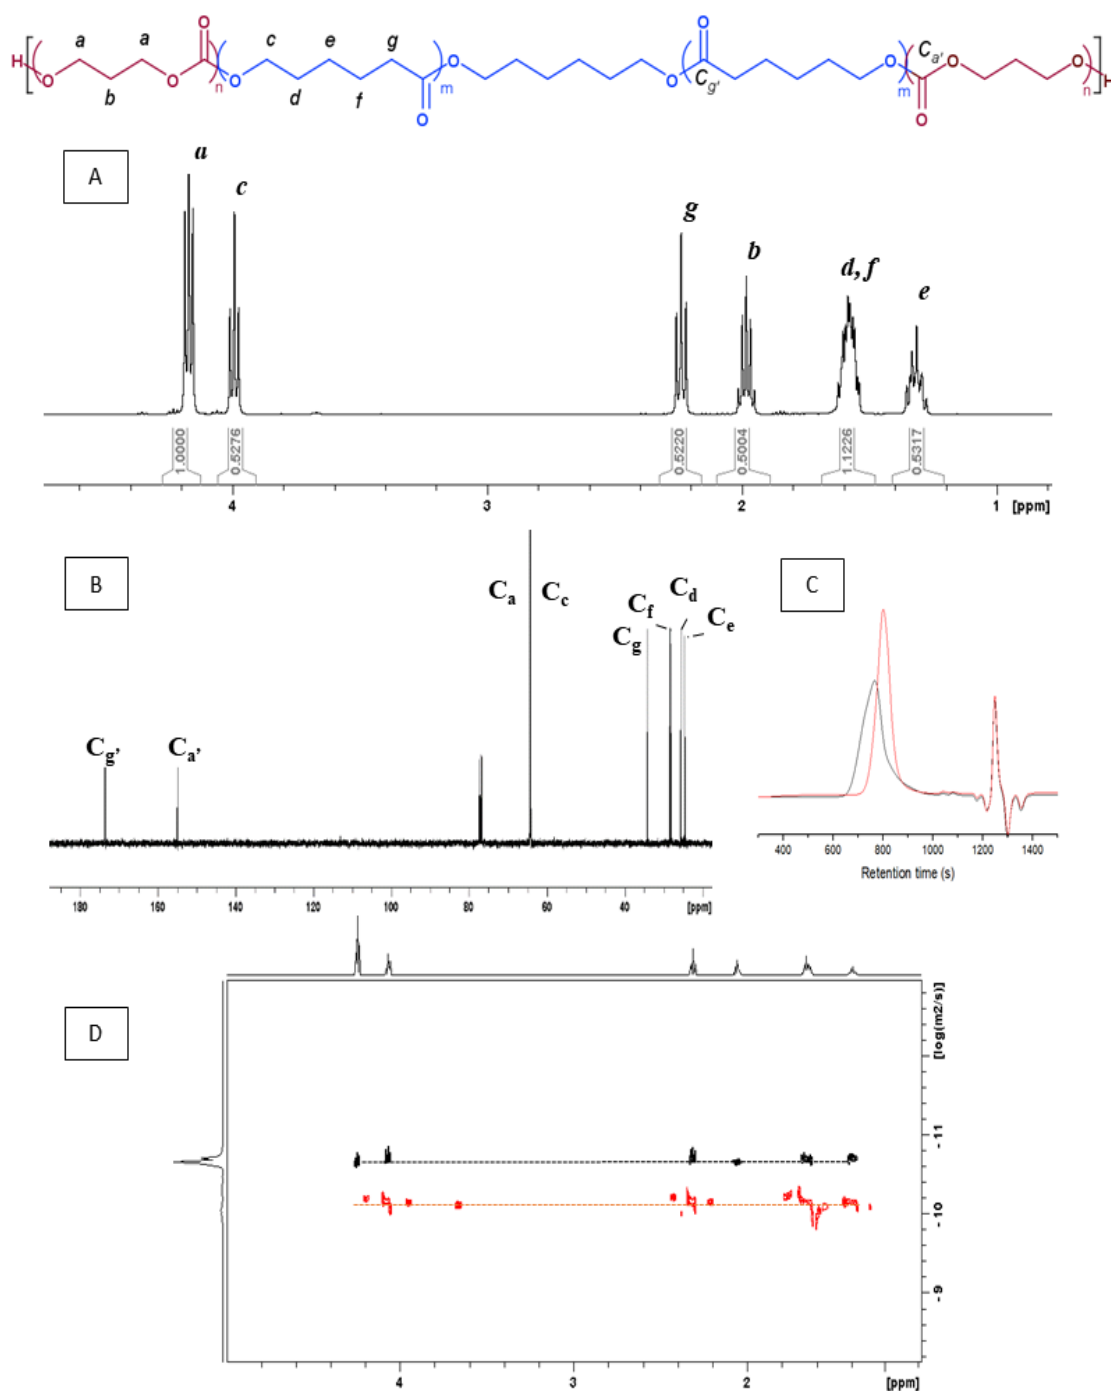 a a c e g O C_a'
H O O O n O m O O C_g' O m O O n H
b d f O O
A
a
c
g
b
d,f
e
1.0000 0.5276 0.5220 0.5004 1.1226 0.5317
4 3 2 1 [ppm]
B
C_a C_c C_g C_f C_d C_e
C_g' C_a'
180 160 140 120 100 80 60 40 [ppm]
C
400 600 800 1000 1200 1400
Retention time (s)
D
[log(m2/s)]
-11
-10
-9
4 3 2 [ppm]